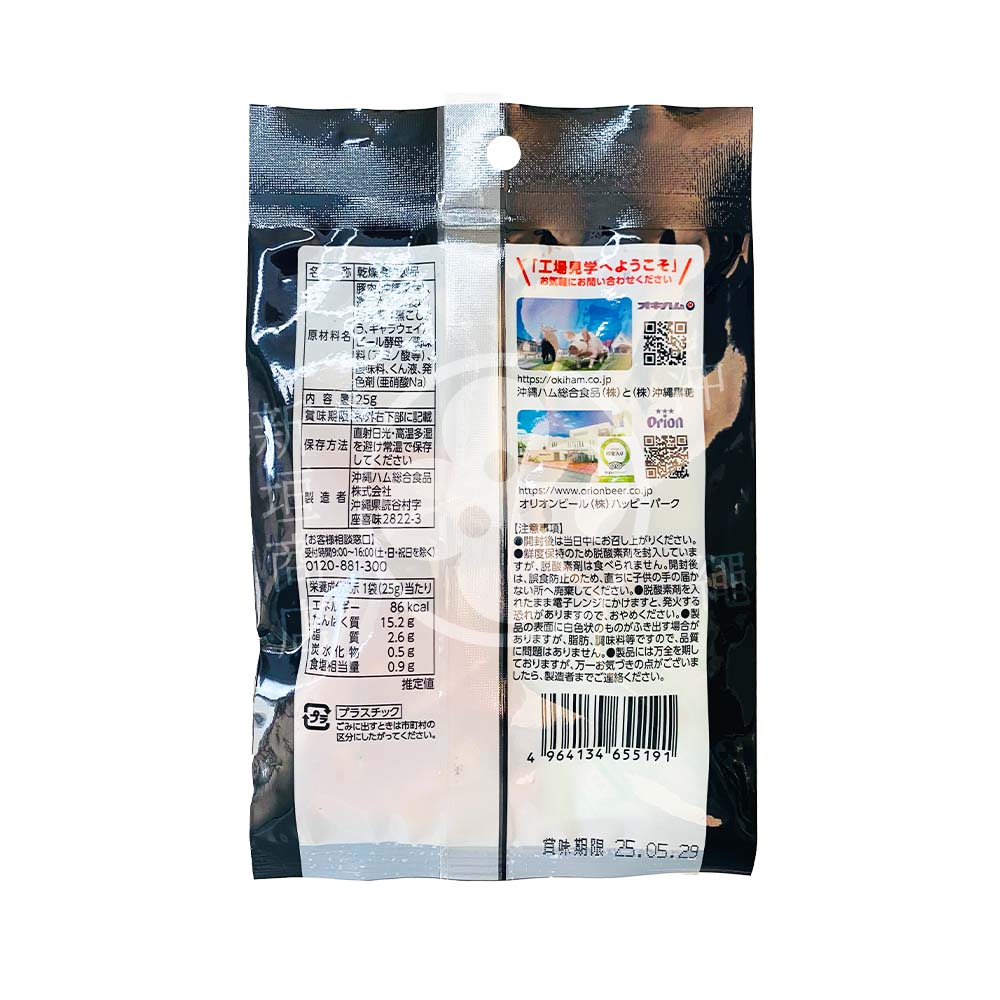 名 称 乾燥食肉製品
原材料名
黒こしょ
う、キャラウェイ、
ビール酵母／調味
料(アミノ酸等)、
酸味料、くん液、発
色剤(亜硝酸Na)
内 容 量 25g
賞味期限 枠外右下部に記載
保存方法 直射日光・高温多湿
を避け常温で保存
してください
製造者 沖縄ハム総合食品
株式会社
沖縄県読谷村字
座喜味2822-3
【お客様相談窓口】
受付時間9:00〜16:00(土・日・祝日を除く)
0120-881-300
栄養成分表示 1袋(25g)当たり
エネルギー 86 kcal
たんぱく質 15.2 g
脂 質 2.6 g
炭水化物 0.5 g
食塩相当量 0.9 g
推定値
プラ
プラスチック
ごみに出すときは市町村の
区分にしたがってください。
「工場見学へようこそ」
お気軽にお問い合わせください
オキハム
https://okiham.co.jp
沖縄ハム総合食品(株)と(株)沖縄黒糖
Orion
https://www.orionbeer.co.jp
オリオンビール(株)ハッピーパーク
【注意事項】
●開封後は当日中にお召し上がりください。
●鮮度保持のため脱酸素剤を封入していま
すが、脱酸素剤は食べられません。開封後
は、誤食防止のため、直ちに子供の手の届か
ない所へ廃棄してください。●脱酸素剤を入
れたまま電子レンジにかけますと、発火する
恐れがありますので、おやめください。●製
品の表面に白色状のものがふき出す場合が
ありますが、脂肪、調味料等ですので、品質
に問題はありません。●製品には万全を期し
ておりますが、万一お気づきの点がございま
したら、製造者までご連絡ください。
4 964134 655191
賞味期限 25.05.29
新垣商店
沖繩